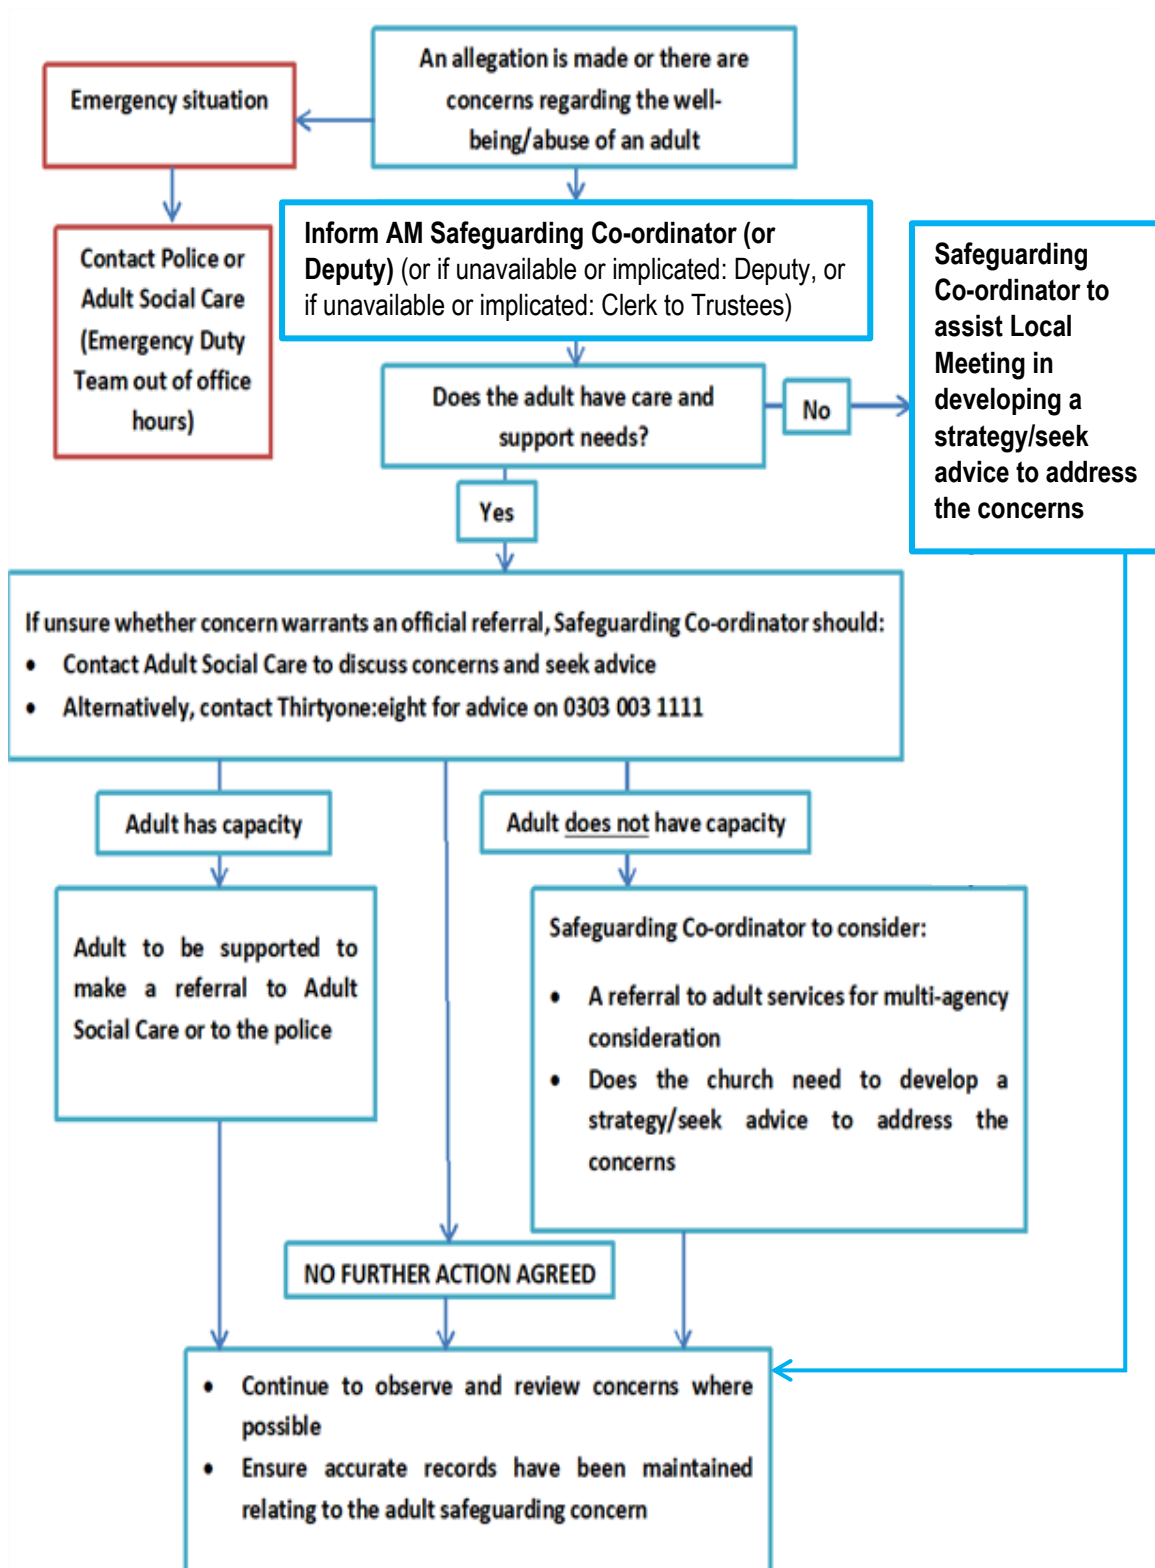 An allegation is made or there are
concerns regarding the well-
being/abuse of an adult
Emergency situation
Contact Police or
Adult Social Care
(Emergency Duty
Team out of office
hours)
Inform AM Safeguarding Co-ordinator (or
Deputy) (or if unavailable or implicated: Deputy, or
if unavailable or implicated: Clerk to Trustees)
Does the adult have care and
support needs?
No
Safeguarding
Co-ordinator to
assist Local
Meeting in
developing a
strategy/seek
advice to address
the concerns
Yes
If unsure whether concern warrants an official referral, Safeguarding Co-ordinator should:
• Contact Adult Social Care to discuss concerns and seek advice
• Alternatively, contact Thirtyone:eight for advice on 0303 003 1111
Adult has capacity
Adult to be supported to
make a referral to Adult
Social Care or to the police
Adult does not have capacity
Safeguarding Co-ordinator to consider:
• A referral to adult services for multi-agency
consideration
• Does the church need to develop a
strategy/seek advice to address the
concerns
NO FURTHER ACTION AGREED
• Continue to observe and review concerns where
possible
• Ensure accurate records have been maintained
relating to the adult safeguarding concern